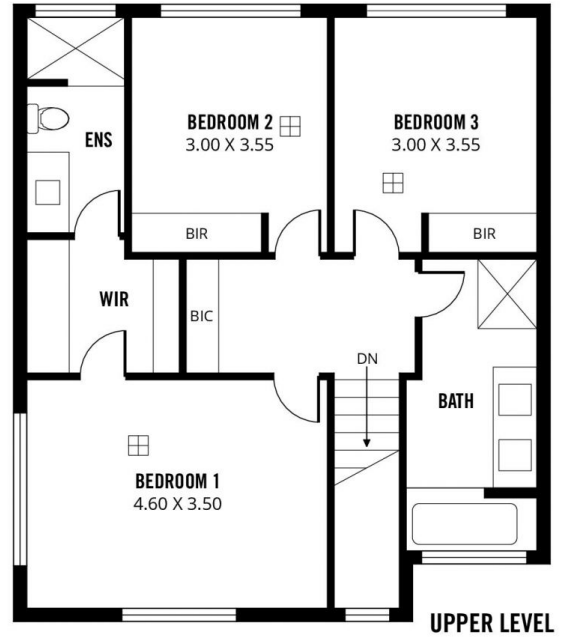 ENS
BEDROOM 2
3.00 X 3.55
BEDROOM 3
3.00 X 3.55
BIR
BIR
WIR
BIC
DN
BATH
BEDROOM 1
4.60 X 3.50
UPPER LEVEL